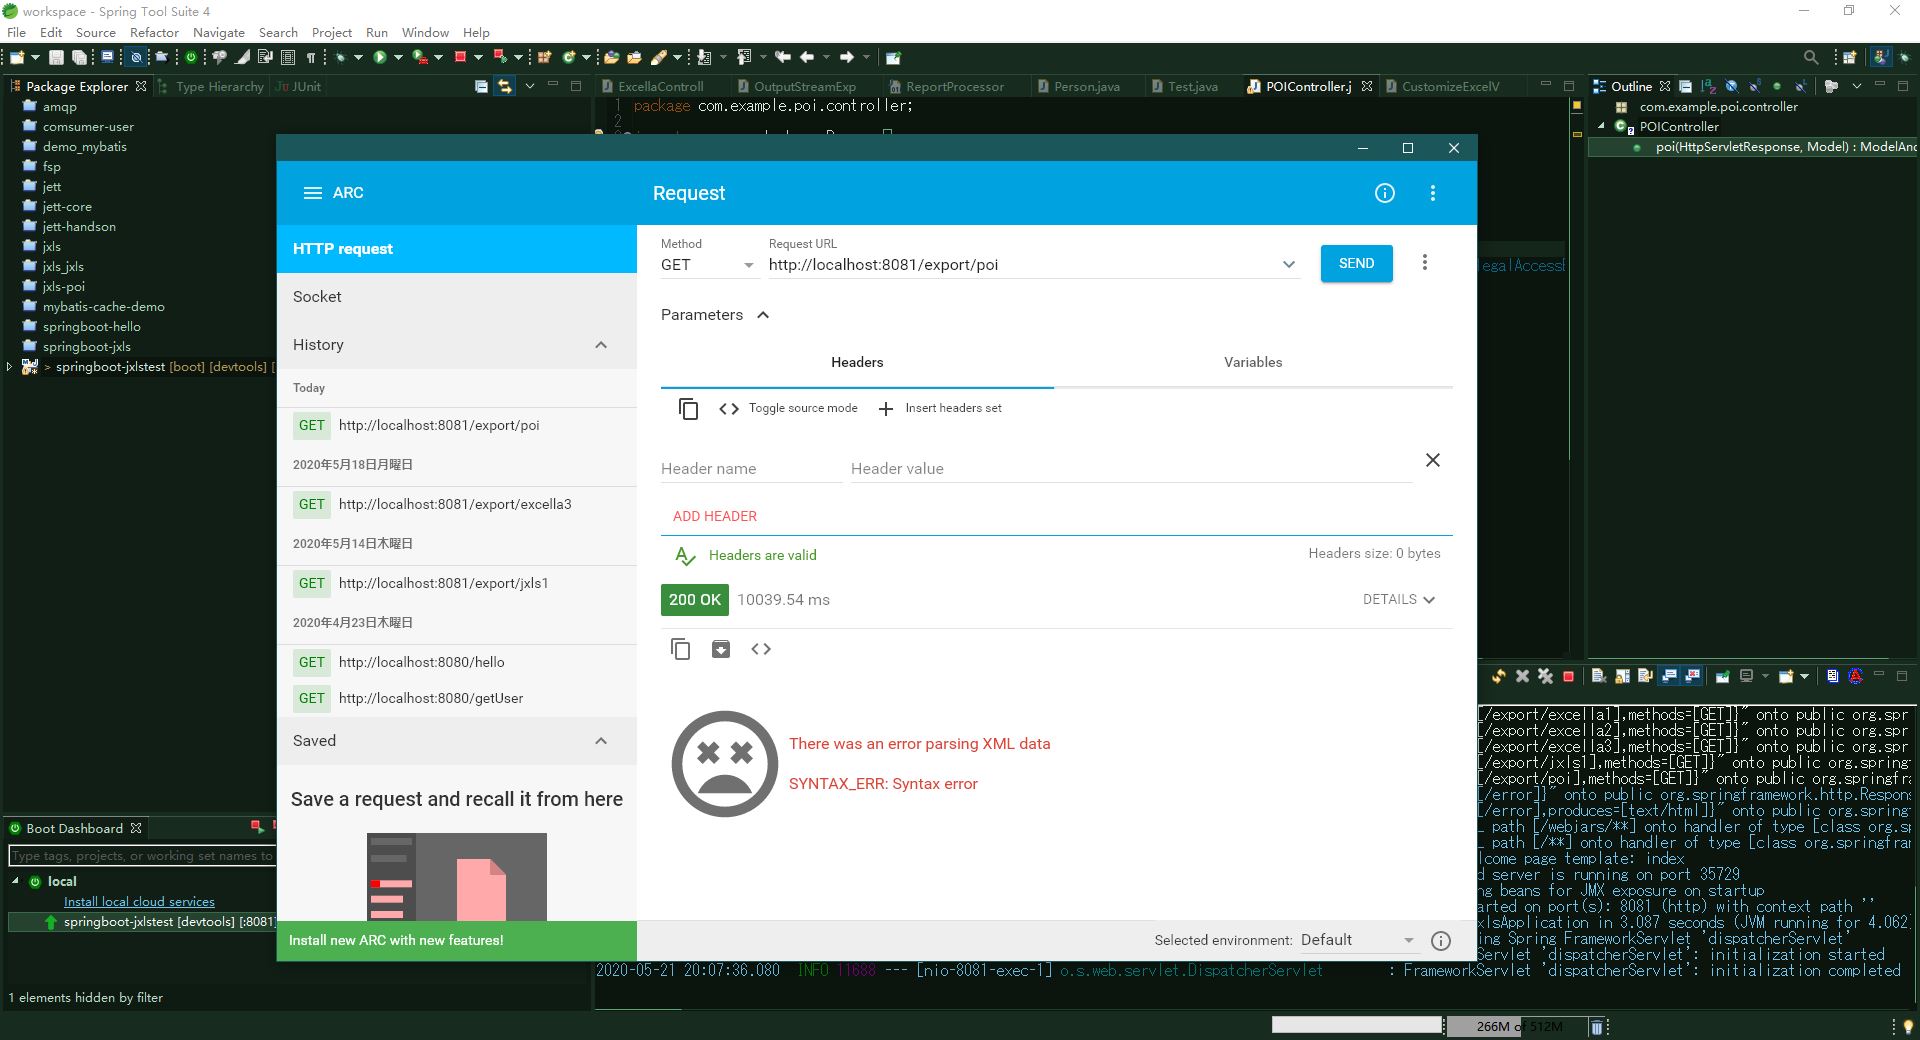 workspace - Spring Tool Suite 4
File Edit Source Refactor Navigate Search Project Run Window Help
Package Explorer
Type Hierarchy
JUnit
amqp
comsumer-user
demo_mybatis
fsp
jett
jett-core
jett-handson
jxls
jxls_jxls
jxls-poi
mybatis-cache-demo
springboot-hello
springboot-jxls
> springboot-jxlstest [boot] [devtools] [
ExcellaControll
OutputStreamExp
ReportProcessor
Person.java
Test.java
POIController.j
CustomizeExcelV
1 package com.example.poi.controller;
2
legalAccessE
Outline
com.example.poi.controller
POIController
poi(HttpServletResponse, Model) : ModelAnd
ARC
Request
HTTP request
Socket
History
Today
GET http://localhost:8081/export/poi
2020年5月18日月曜日
GET http://localhost:8081/export/excella3
2020年5月14日木曜日
GET http://localhost:8081/export/jxls1
2020年4月23日木曜日
GET http://localhost:8080/hello
GET http://localhost:8080/getUser
Saved
Save a request and recall it from here
Install new ARC with new features!
Method
GET
Request URL
http://localhost:8081/export/poi
SEND
Parameters
Headers
Variables
Toggle source mode
Insert headers set
Header name
Header value
ADD HEADER
Headers are valid
Headers size: 0 bytes
200 OK 10039.54 ms
DETAILS
There was an error parsing XML data
SYNTAX_ERR: Syntax error
Selected environment: Default
Boot Dashboard
Type tags, projects, or working set names to
local
Install local cloud services
springboot-jxlstest [devtools] [:8081]
1 elements hidden by filter
[/export/excella1],methods=[GET]}" onto public org.spr
[/export/excella2],methods=[GET]}" onto public org.spr
[/export/excella3],methods=[GET]}" onto public org.spr
[/export/jxls1],methods=[GET]}" onto public org.springf
[/export/poi],methods=[GET]}" onto public org.springfra
[/error]}" onto public org.springframework.http.Respons
[/error],produces=[text/html]}" onto public org.springf
L path [/webjars/**] onto handler of type [class org.sp
L path [/**] onto handler of type [class org.springfram
lcome page template: index
d server is running on port 35729
ng beans for JMX exposure on startup
arted on port(s): 8081 (http) with context path ''
xlsApplication in 3.087 seconds (JVM running for 4.062)
ing Spring FrameworkServlet 'dispatcherServlet'
Servlet 'dispatcherServlet': initialization started
2020-05-21 20:07:36.080 INFO 11688 --- [nio-8081-exec-1] o.s.web.servlet.DispatcherServlet : FrameworkServlet 'dispatcherServlet': initialization completed
266M of 512M